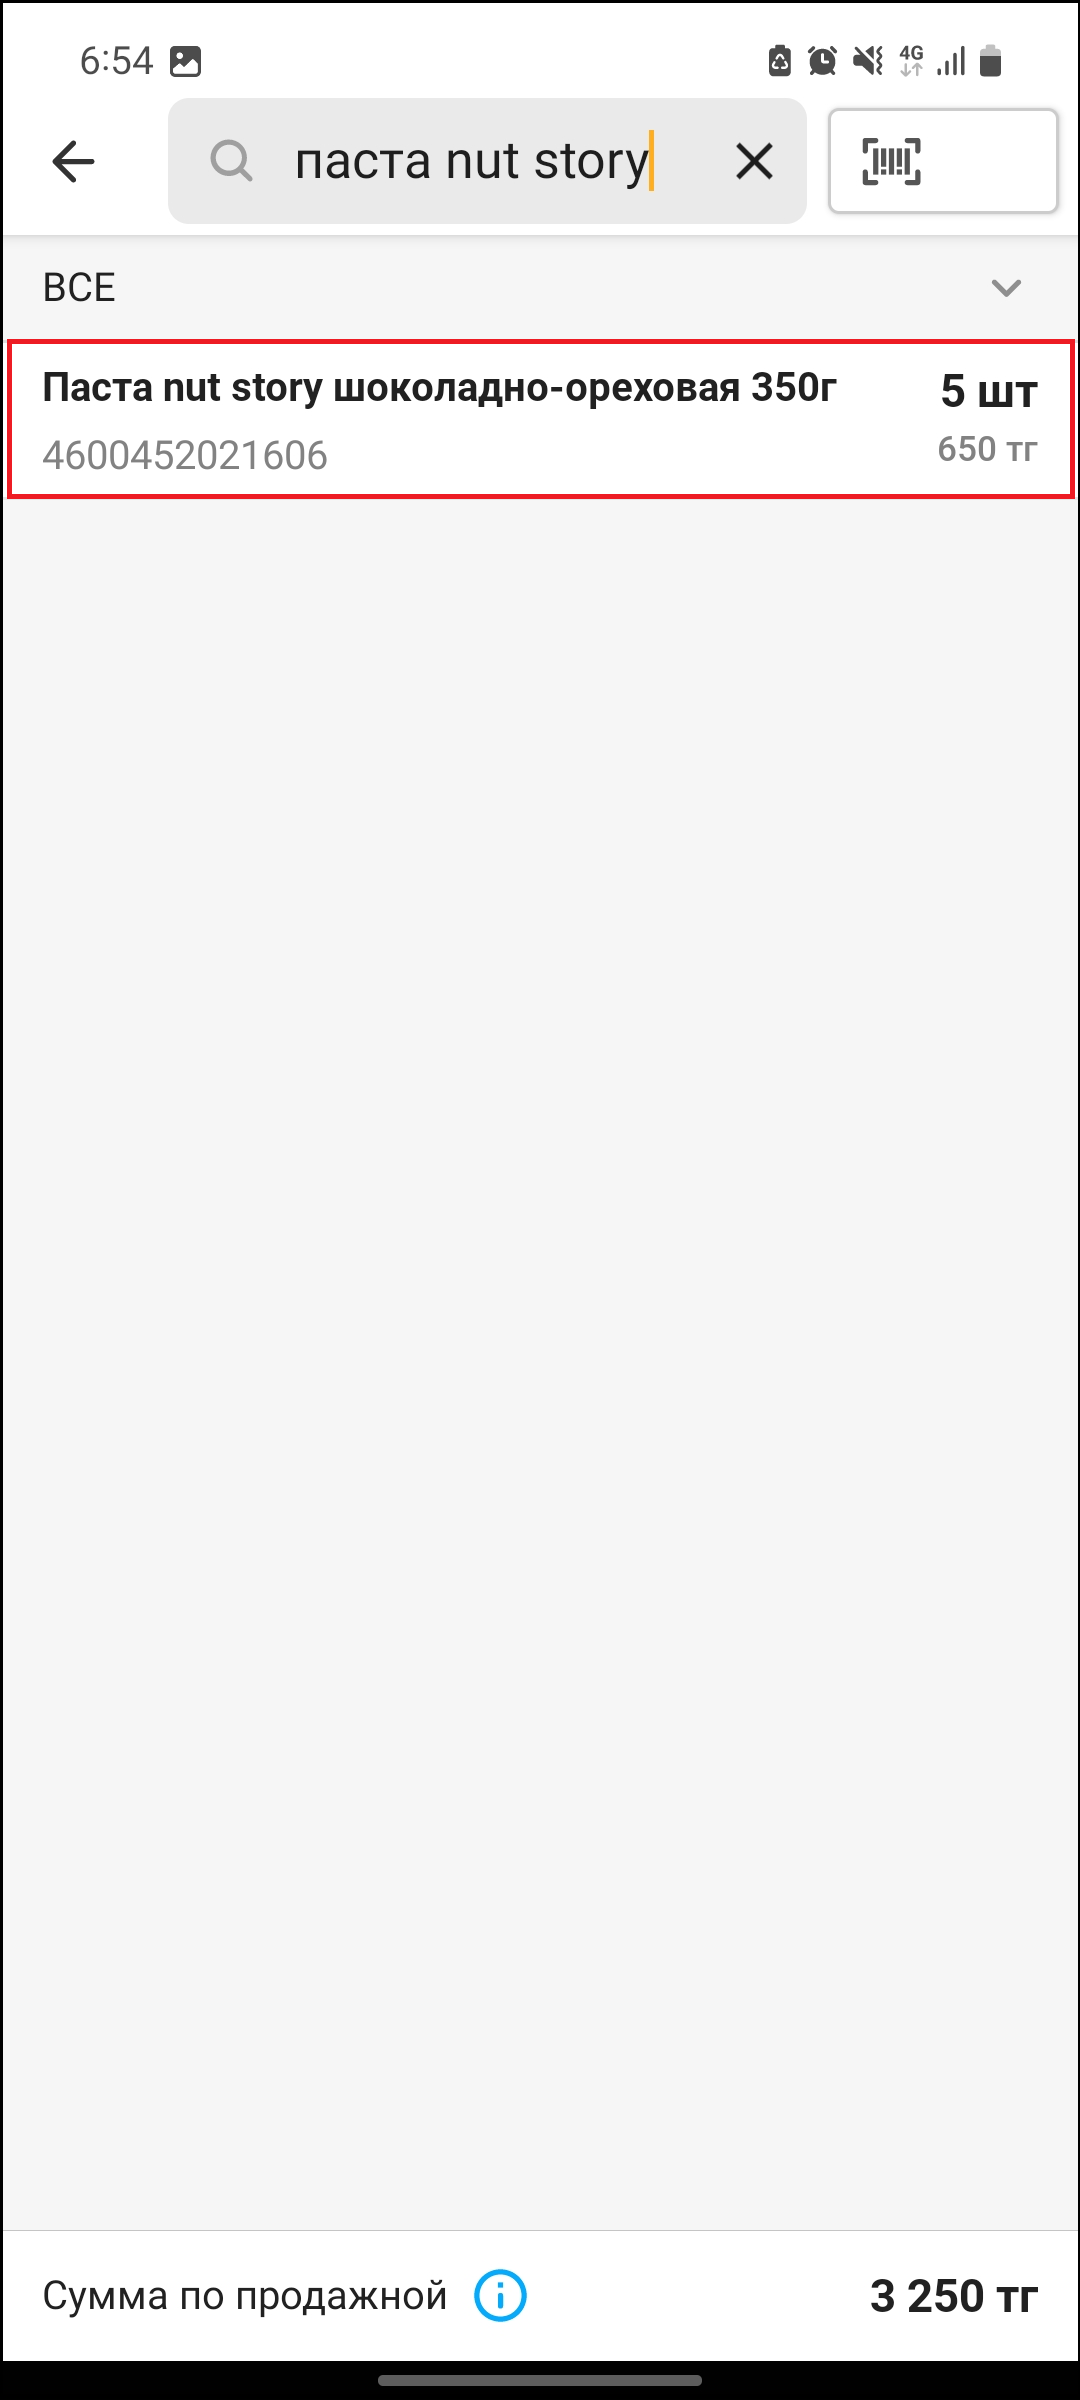 6:54
4G
паста nut story
ВСЕ
Паста nut story шоколадно-ореховая 350г
5 шт
4600452021606
650 тг
Сумма по продажной
3 250 тг